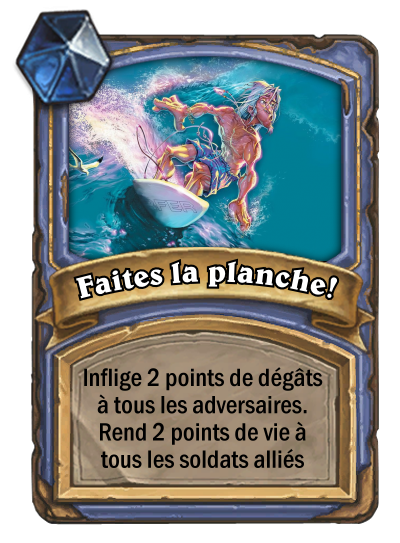 Faites la planche!
Inflige 2 points de dégâts
à tous les adversaires.
Rend 2 points de vie à
tous les soldats alliés